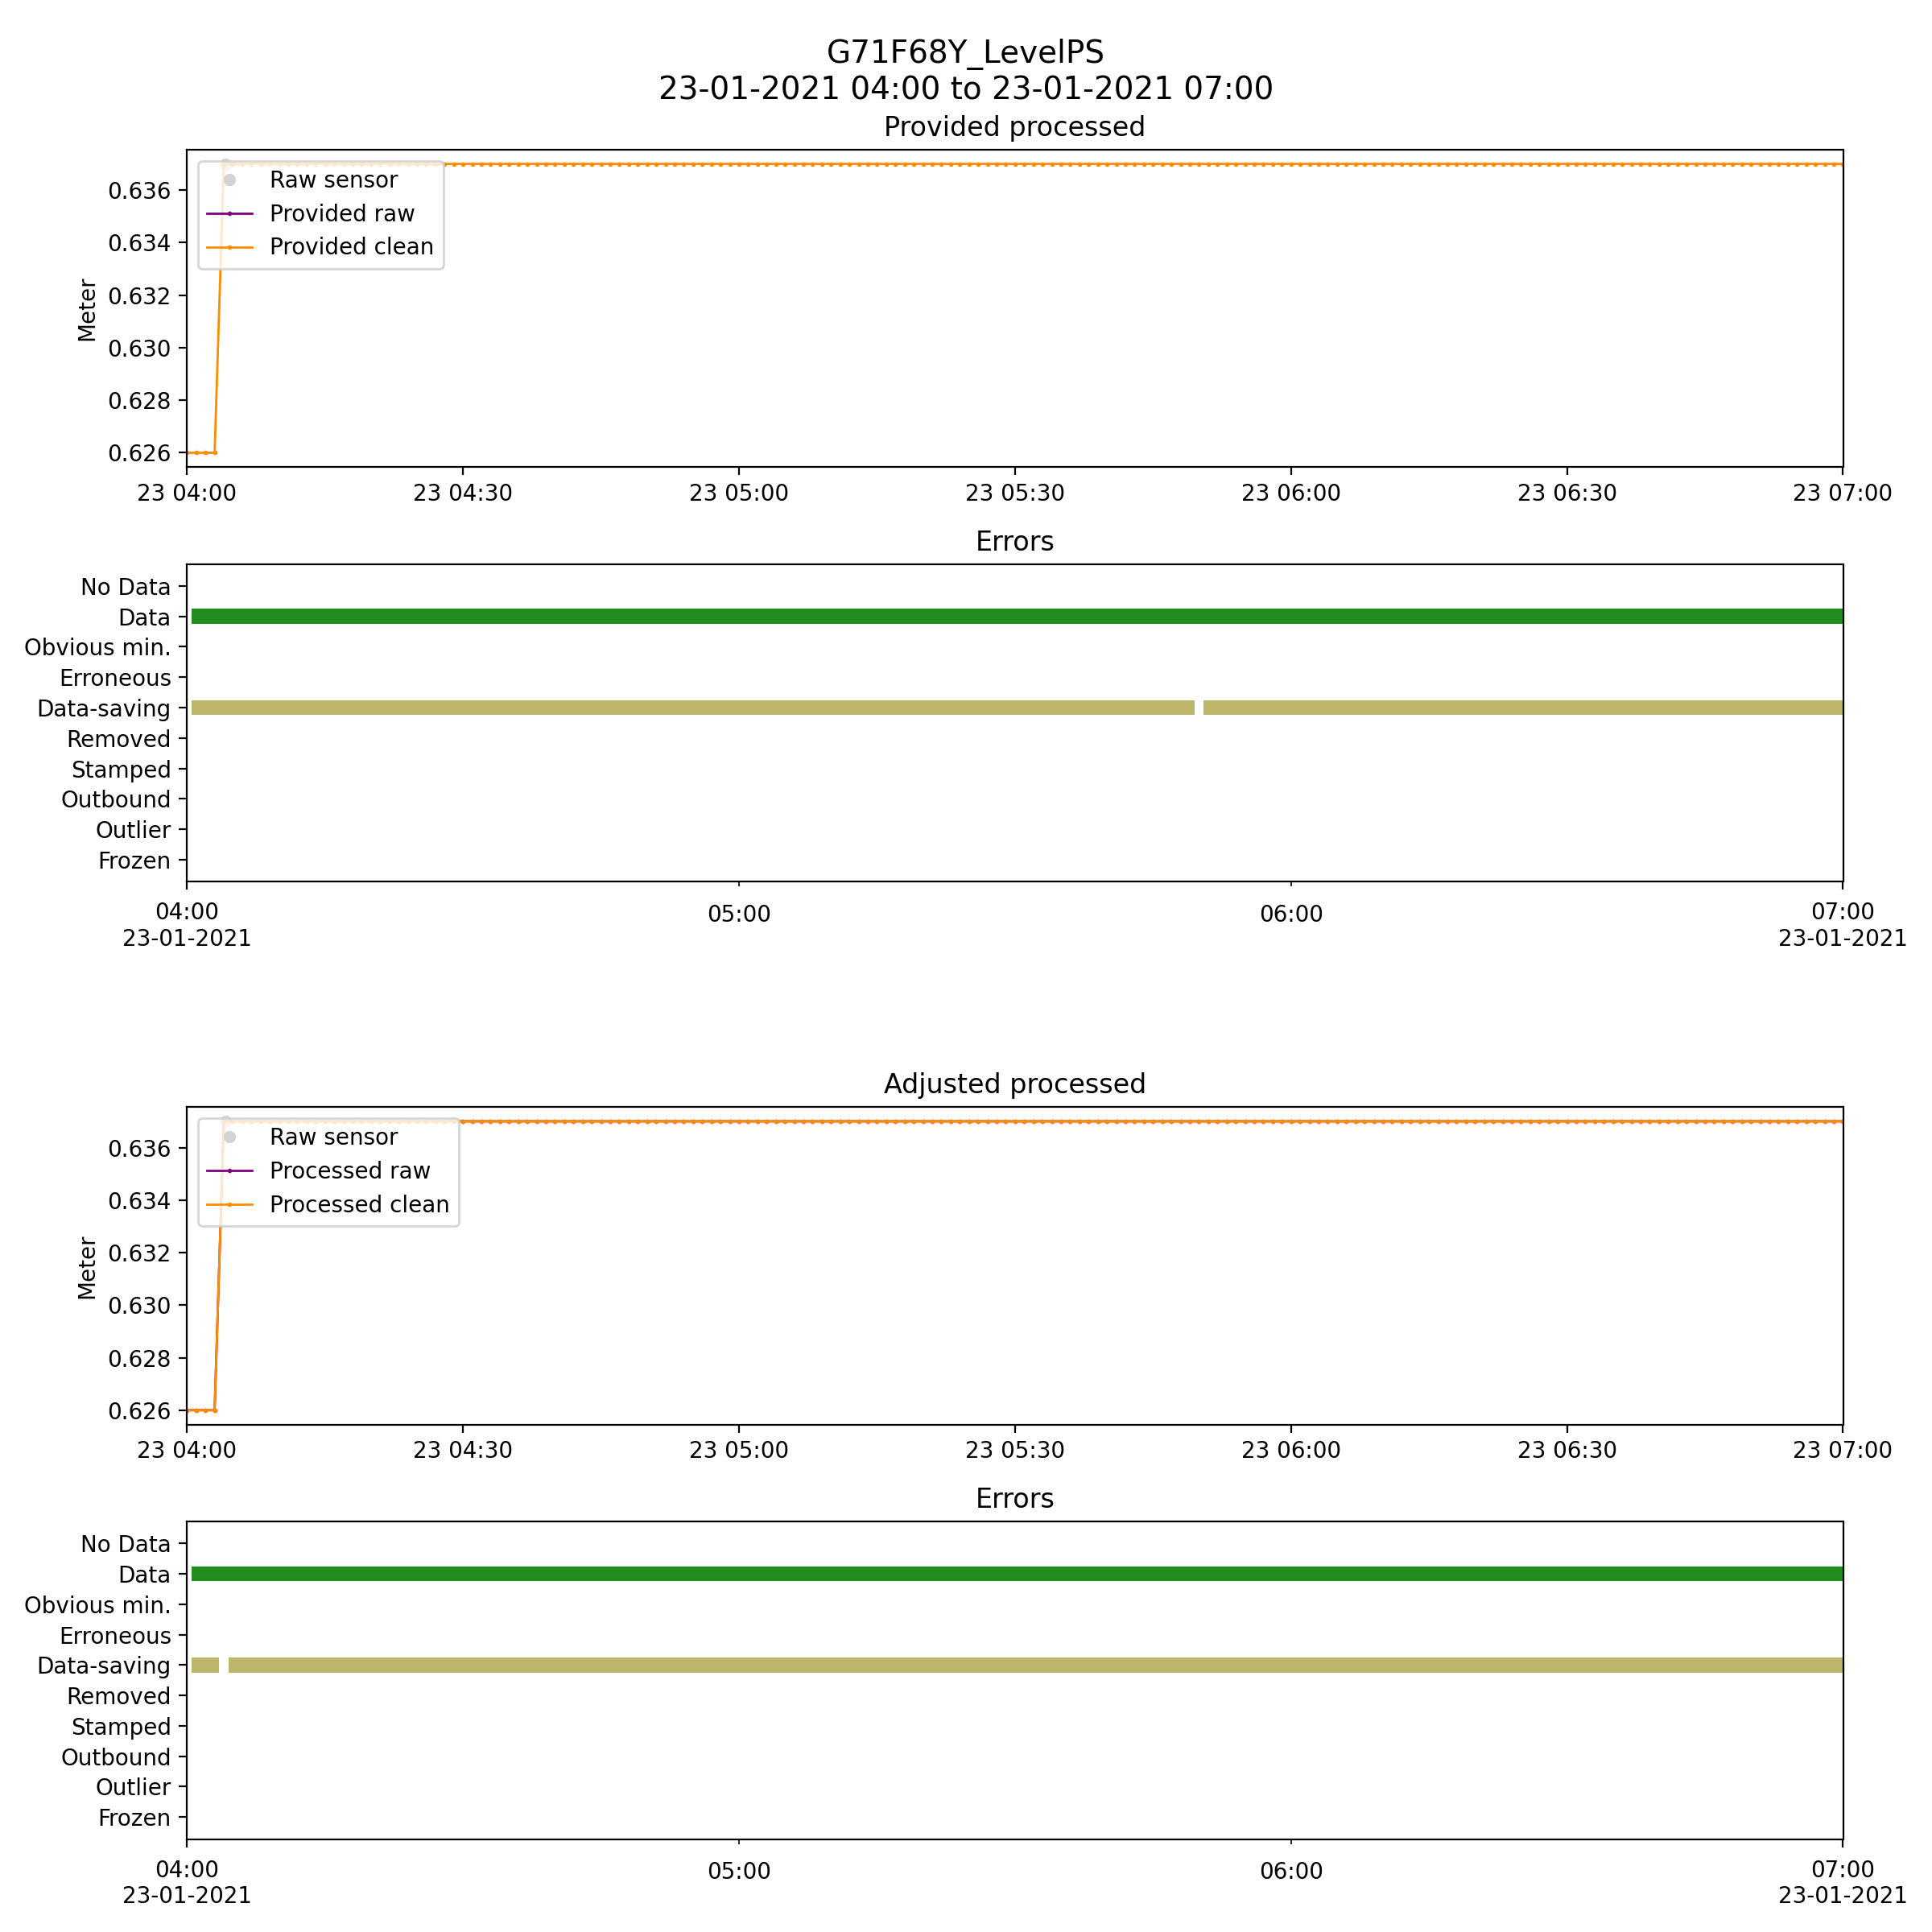 G71F68Y_LevelPS
23-01-2021 04:00 to 23-01-2021 07:00
Provided processed
Raw sensor
Provided raw
Provided clean
Meter
0.636
0.634
0.632
0.630
0.628
0.626
23 04:00 23 04:30 23 05:00 23 05:30 23 06:00 23 06:30 23 07:00
Errors
No Data
Data
Obvious min.
Erroneous
Data-saving
Removed
Stamped
Outbound
Outlier
Frozen
04:00 05:00 06:00 07:00
23-01-2021 23-01-2021
Adjusted processed
Raw sensor
Processed raw
Processed clean
Meter
0.636
0.634
0.632
0.630
0.628
0.626
23 04:00 23 04:30 23 05:00 23 05:30 23 06:00 23 06:30 23 07:00
Errors
No Data
Data
Obvious min.
Erroneous
Data-saving
Removed
Stamped
Outbound
Outlier
Frozen
04:00 05:00 06:00 07:00
23-01-2021 23-01-2021